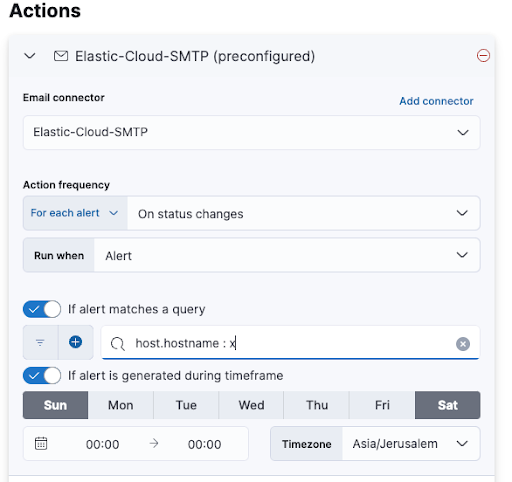 Actions
Elastic-Cloud-SMTP (preconfigured)
Email connector
Add connector
Elastic-Cloud-SMTP
Action frequency
For each alert On status changes
Run when Alert
If alert matches a query
host.hostname : x
If alert is generated during timeframe
Sun Mon Tue Wed Thu Fri Sat
00:00 → 00:00 Timezone Asia/Jerusalem